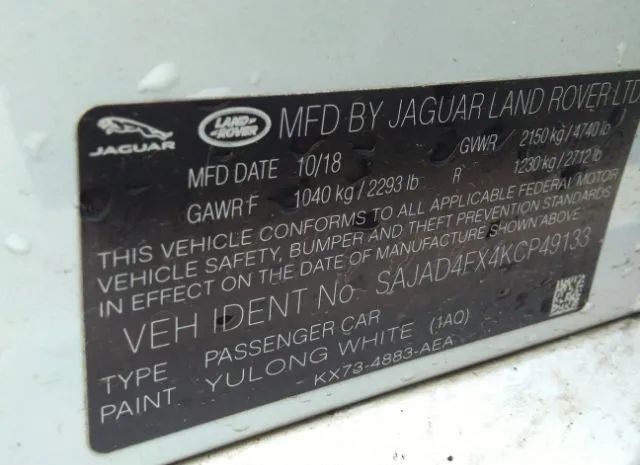 JAGUAR LAND ROVER MFD BY JAGUAR LAND ROVER LTD
MFD DATE 10/18 GVWR 2150 kg / 4740 lb
GAWR F 1040 kg / 2293 lb R 1230 kg / 2712 lb
THIS VEHICLE CONFORMS TO ALL APPLICABLE FEDERAL MOTOR
VEHICLE SAFETY, BUMPER AND THEFT PREVENTION STANDARDS
IN EFFECT ON THE DATE OF MANUFACTURE SHOWN ABOVE
VEH IDENT No SAJAD4FX4KCP49133
TYPE PASSENGER CAR
PAINT YULONG WHITE (1AO)
KX73-4883-AEA